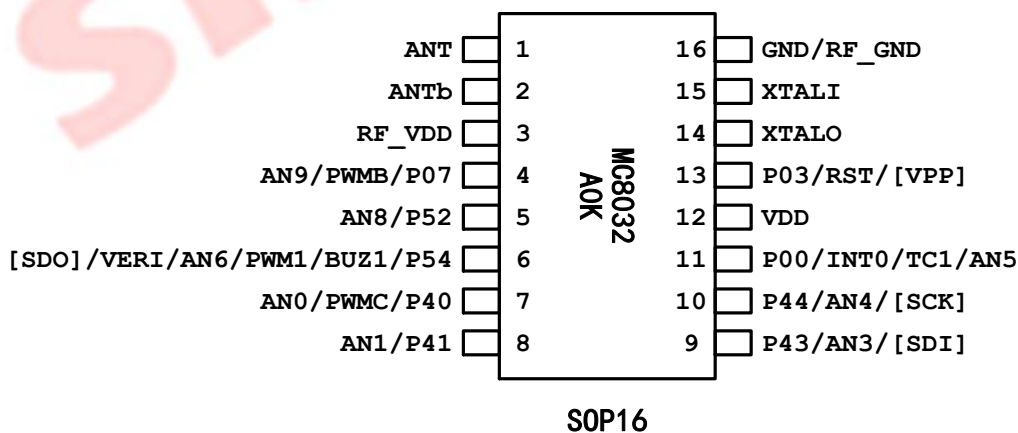 ANT 1 16 GND/RF_GND
ANTb 2 15 XTALI
RF_VDD 3 14 XTALO
AN9/PWMB/P07 4 13 P03/RST/[VPP]
AN8/P52 5 12 VDD
[SDO]/VERI/AN6/PWM1/BUZ1/P54 6 11 P00/INT0/TC1/AN5
AN0/PWMC/P40 7 10 P44/AN4/[SCK]
AN1/P41 8 9 P43/AN3/[SDI]
MC8032
A0K
SOP16